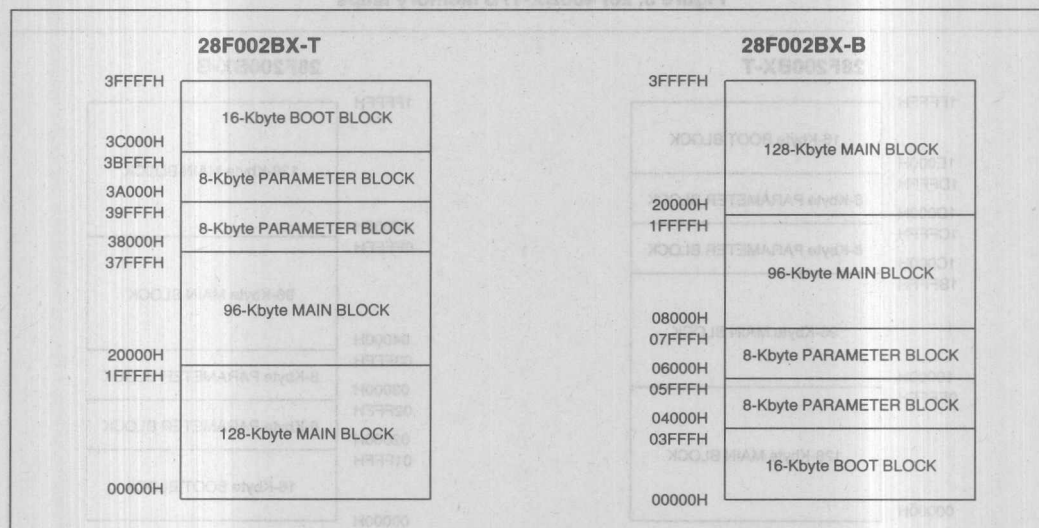 28F002BX-T
3FFFFH
16-Kbyte BOOT BLOCK
3C000H
3BFFFH
8-Kbyte PARAMETER BLOCK
3A000H
39FFFH
8-Kbyte PARAMETER BLOCK
38000H
37FFFH
96-Kbyte MAIN BLOCK
20000H
1FFFFH
128-Kbyte MAIN BLOCK
00000H
28F002BX-B
3FFFFH
128-Kbyte MAIN BLOCK
20000H
1FFFFH
96-Kbyte MAIN BLOCK
08000H
07FFFH
8-Kbyte PARAMETER BLOCK
06000H
05FFFH
8-Kbyte PARAMETER BLOCK
04000H
03FFFH
16-Kbyte BOOT BLOCK
00000H